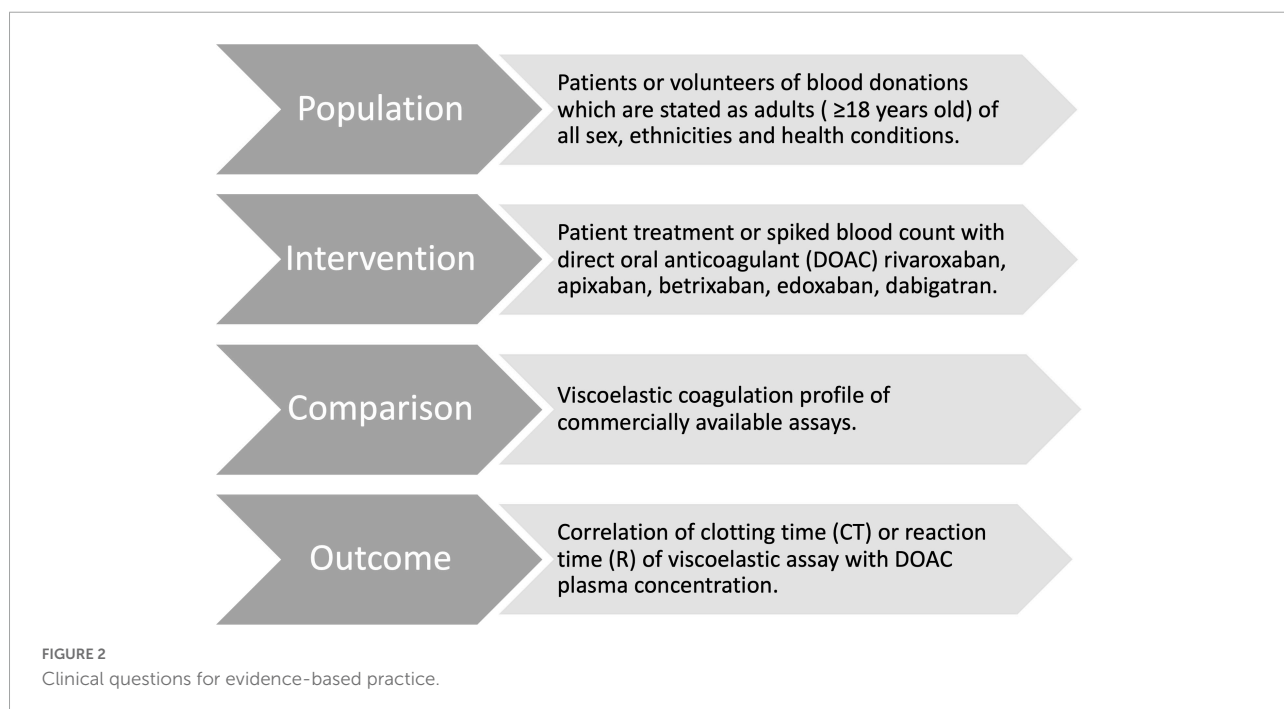 Population
Patients or volunteers of blood donations
which are stated as adults ( ≥18 years old) of
all sex, ethnicities and health conditions.
Intervention
Patient treatment or spiked blood count with
direct oral anticoagulant (DOAC) rivaroxaban,
apixaban, betrixaban, edoxaban, dabigatran.
Comparison
Viscoelastic coagulation profile of
commercially available assays.
Outcome
Correlation of clotting time (CT) or reaction
time (R) of viscoelastic assay with DOAC
plasma concentration.
FIGURE 2
Clinical questions for evidence-based practice.